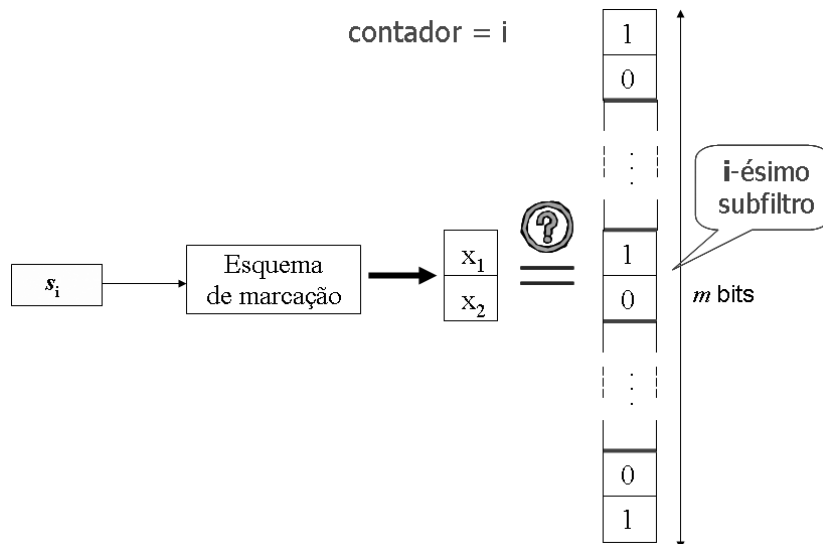 contador = i
1
0
i-ésimo
subfiltro
s_i
Esquema
de marcação
x_1
x_2
?
1
0
m bits
0
1